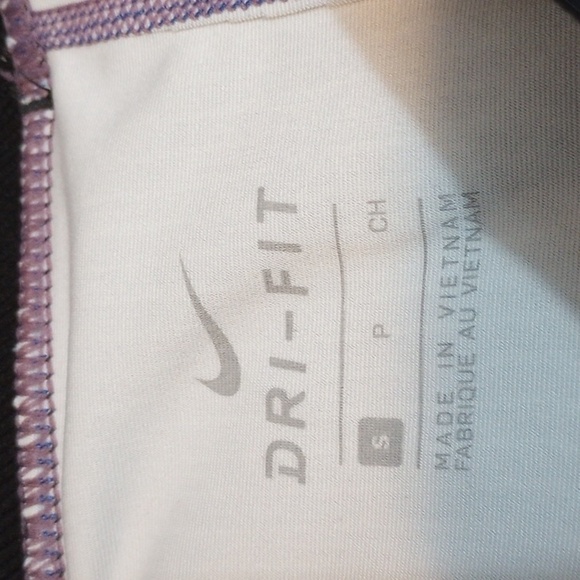 DRI-FIT
S P CH
MADE IN VIETNAM
FABRIQUE AU VIETNAM